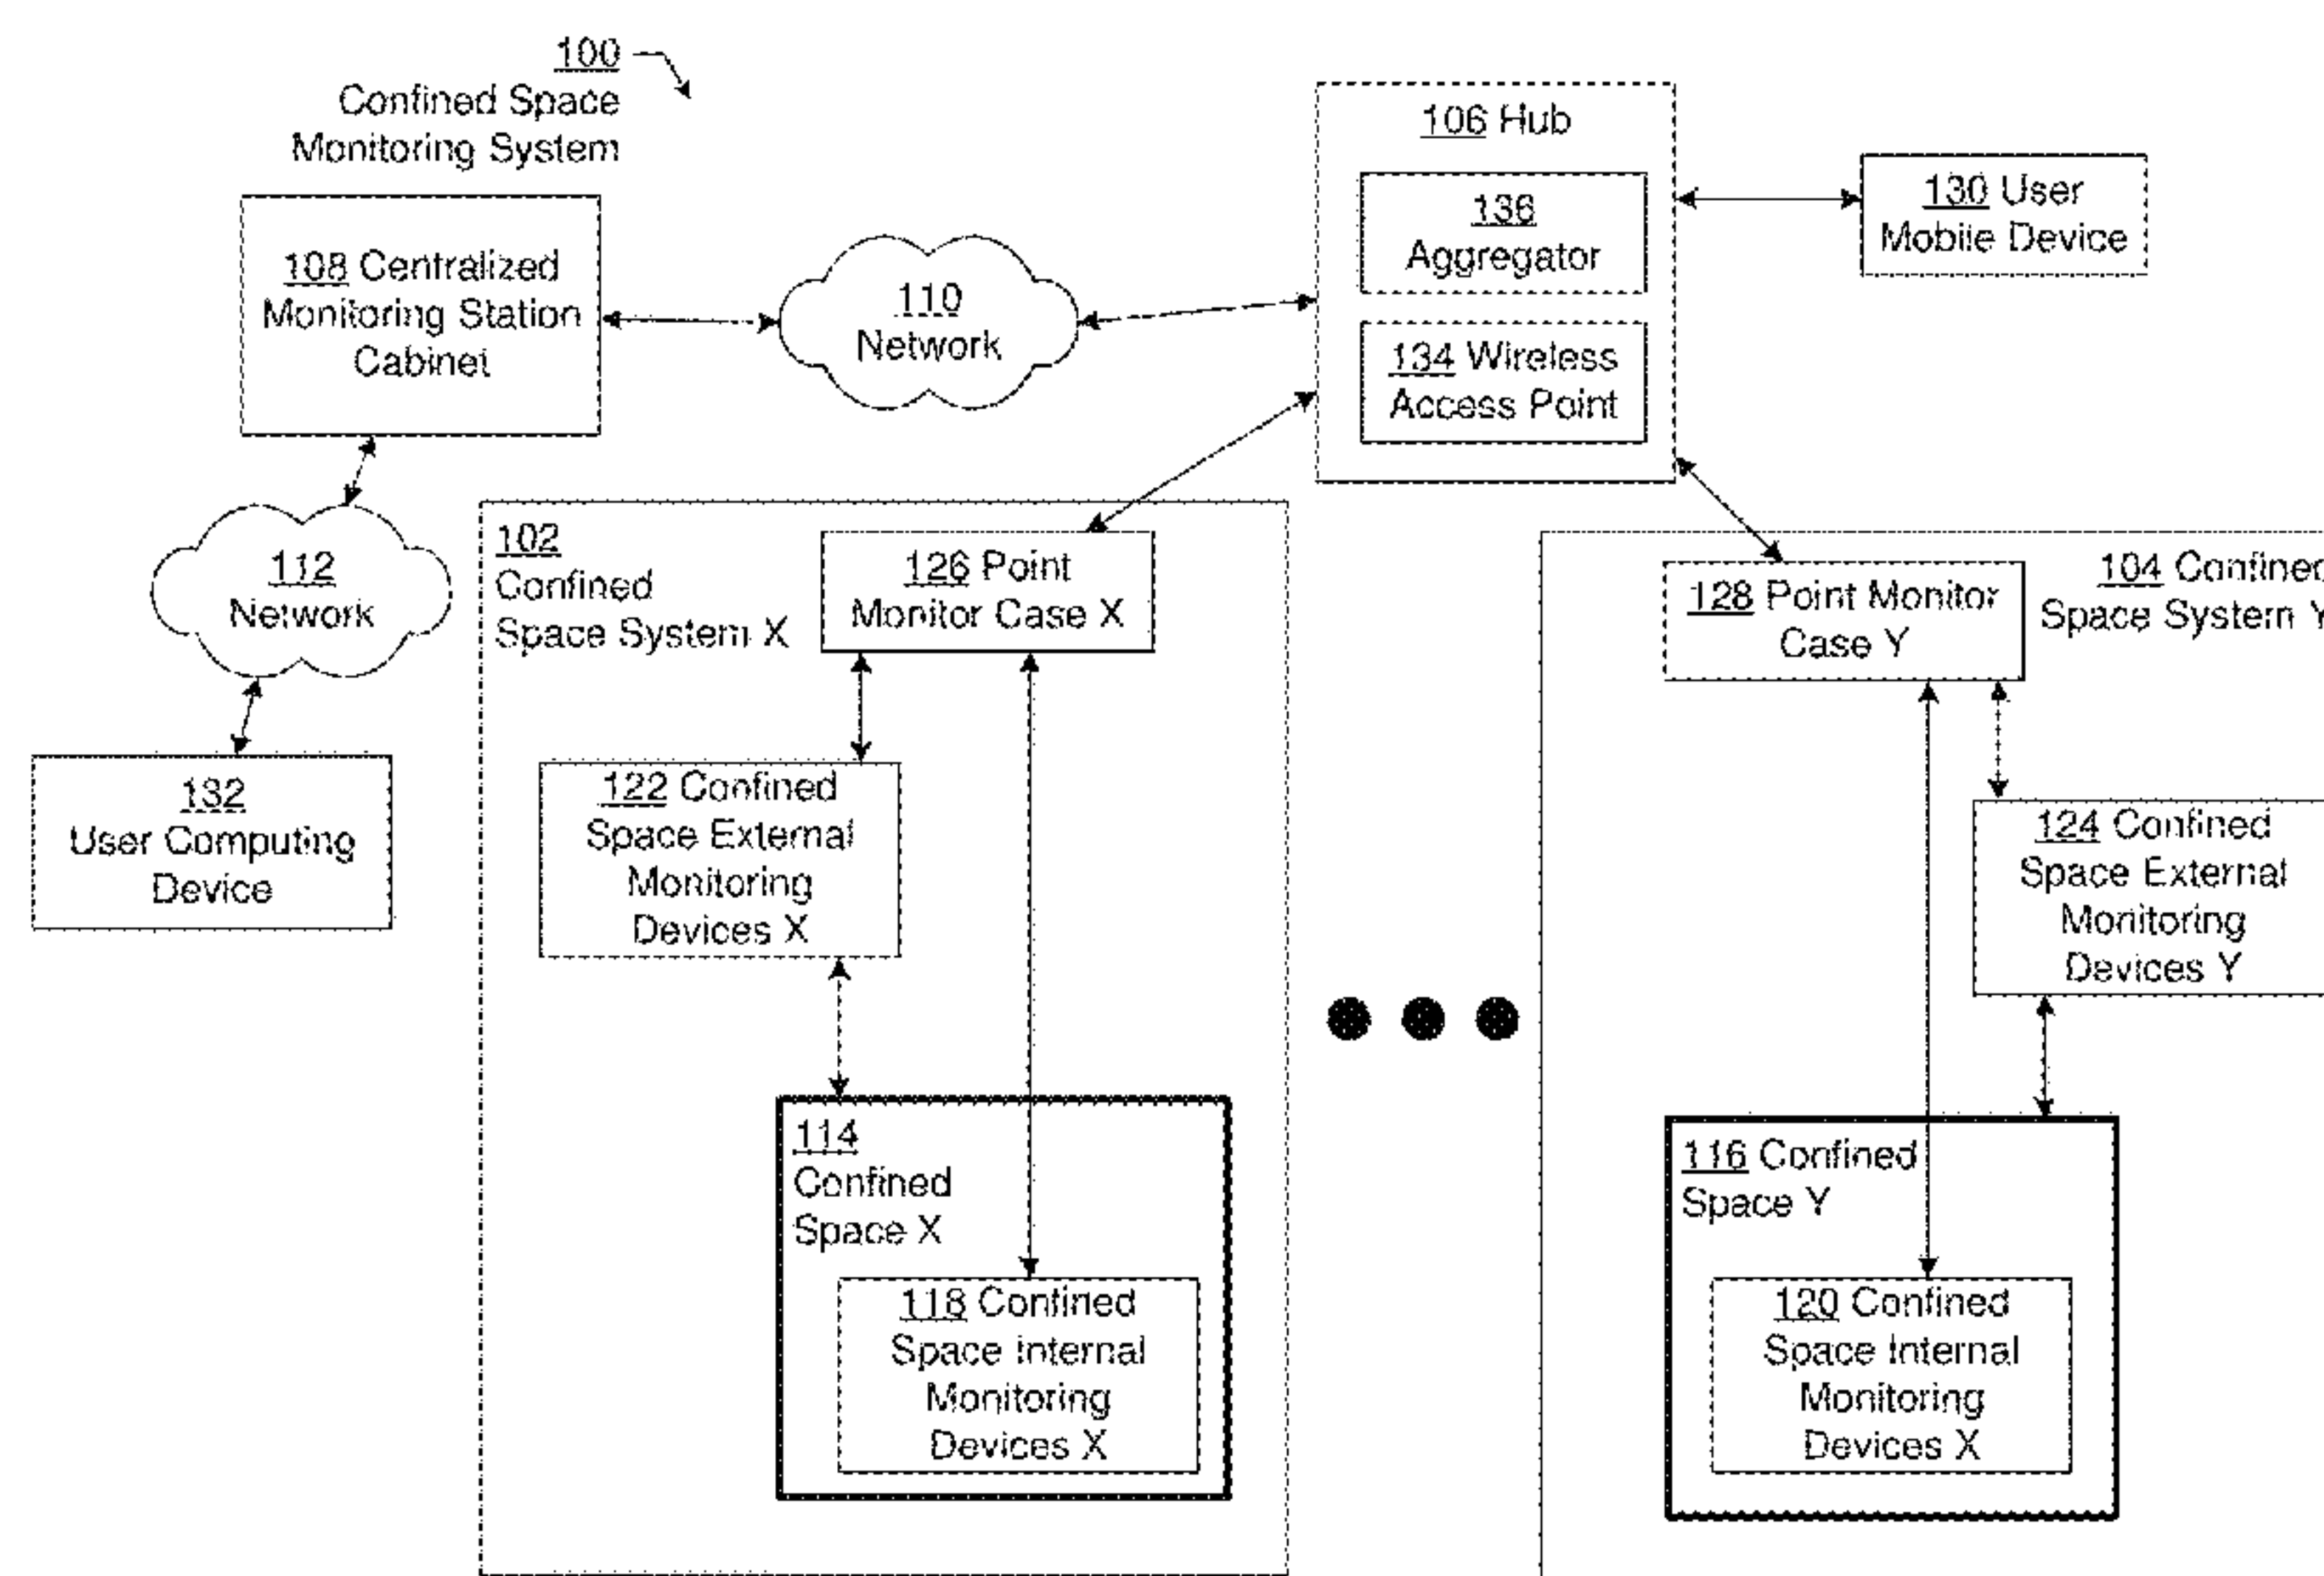 100
Confined Space
Monitoring System
106 Hub
136
Aggregator
134 Wireless
Access Point
130 User
Mobile Device
108 Centralized
Monitoring Station
Cabinet
110
Network
112
Network
132
User Computing
Device
102
Confined
Space System X
126 Point
Monitor Case X
122 Confined
Space External
Monitoring
Devices X
114
Confined
Space X
118 Confined
Space Internal
Monitoring
Devices X
104 Confined
Space System Y
128 Point Monitor
Case Y
124 Confined
Space External
Monitoring
Devices Y
116 Confined
Space Y
120 Confined
Space Internal
Monitoring
Devices X